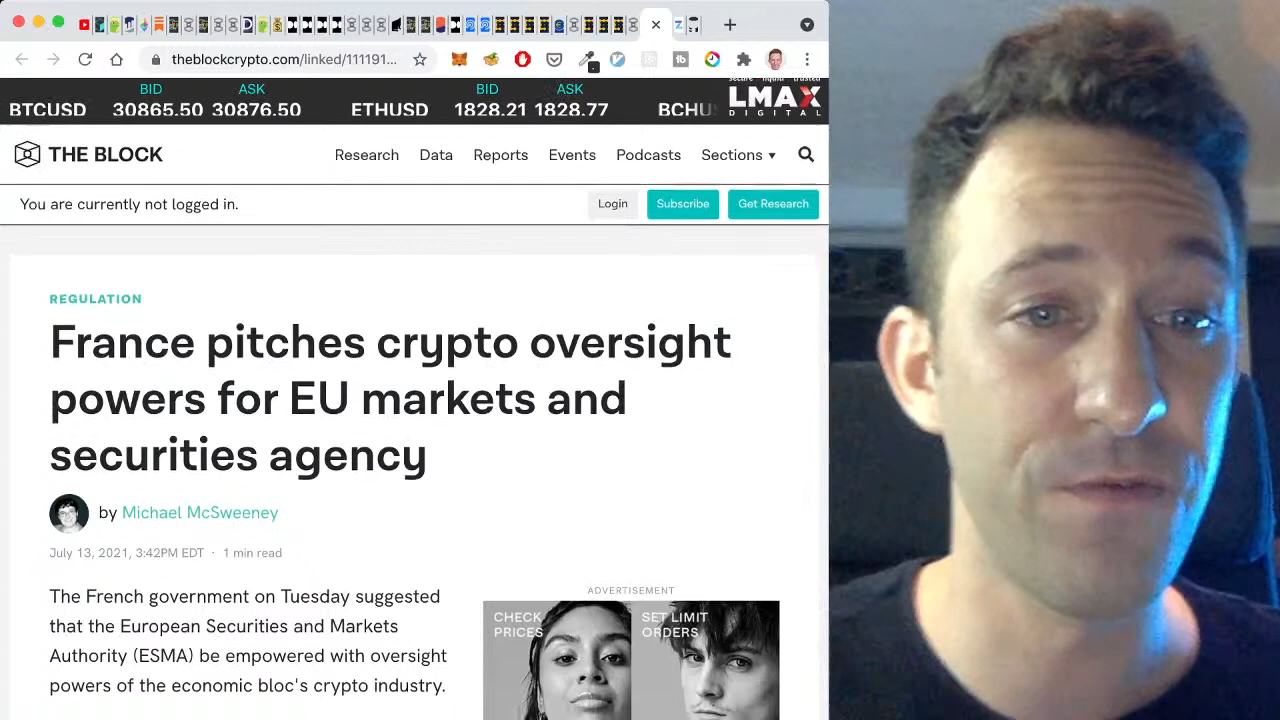 theblockcrypto.com/linked/111191...
BID ASK BID ASK
BTCUSD 30865.50 30876.50 ETHUSD 1828.21 1828.77 BCHU
secure liquid trusted
LMAX
DIGITAL
THE BLOCK Research Data Reports Events Podcasts Sections ▾
You are currently not logged in. Login Subscribe Get Research
REGULATION
France pitches crypto oversight
powers for EU markets and
securities agency
by Michael McSweeney
July 13, 2021, 3:42PM EDT · 1 min read
The French government on Tuesday suggested
that the European Securities and Markets
Authority (ESMA) be empowered with oversight
powers of the economic bloc's crypto industry.
ADVERTISEMENT
CHECK
PRICES
SET LIMIT
ORDERS